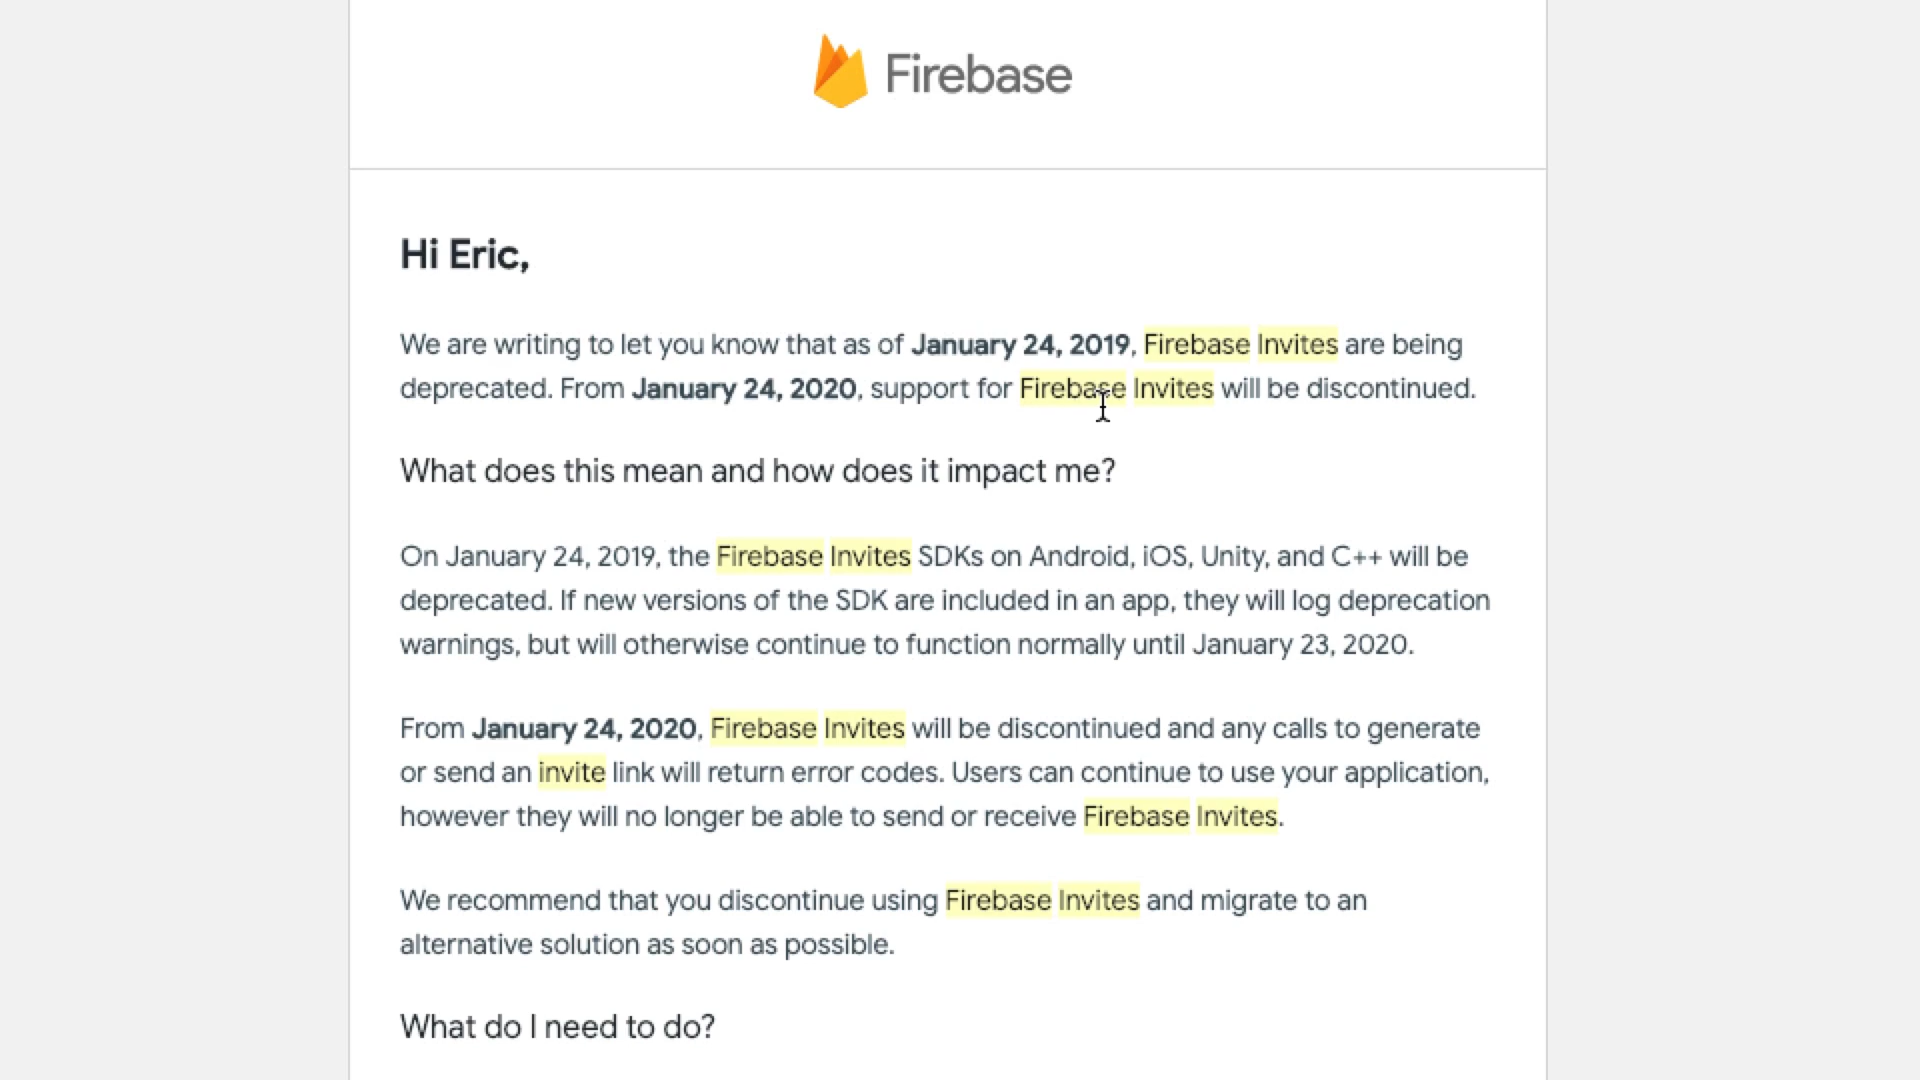 Firebase
Hi Eric,
We are writing to let you know that as of January 24, 2019, Firebase Invites are being
deprecated. From January 24, 2020, support for Firebase Invites will be discontinued.
What does this mean and how does it impact me?
On January 24, 2019, the Firebase Invites SDKs on Android, iOS, Unity, and C++ will be
deprecated. If new versions of the SDK are included in an app, they will log deprecation
warnings, but will otherwise continue to function normally until January 23, 2020.
From January 24, 2020, Firebase Invites will be discontinued and any calls to generate
or send an invite link will return error codes. Users can continue to use your application,
however they will no longer be able to send or receive Firebase Invites.
We recommend that you discontinue using Firebase Invites and migrate to an
alternative solution as soon as possible.
What do I need to do?